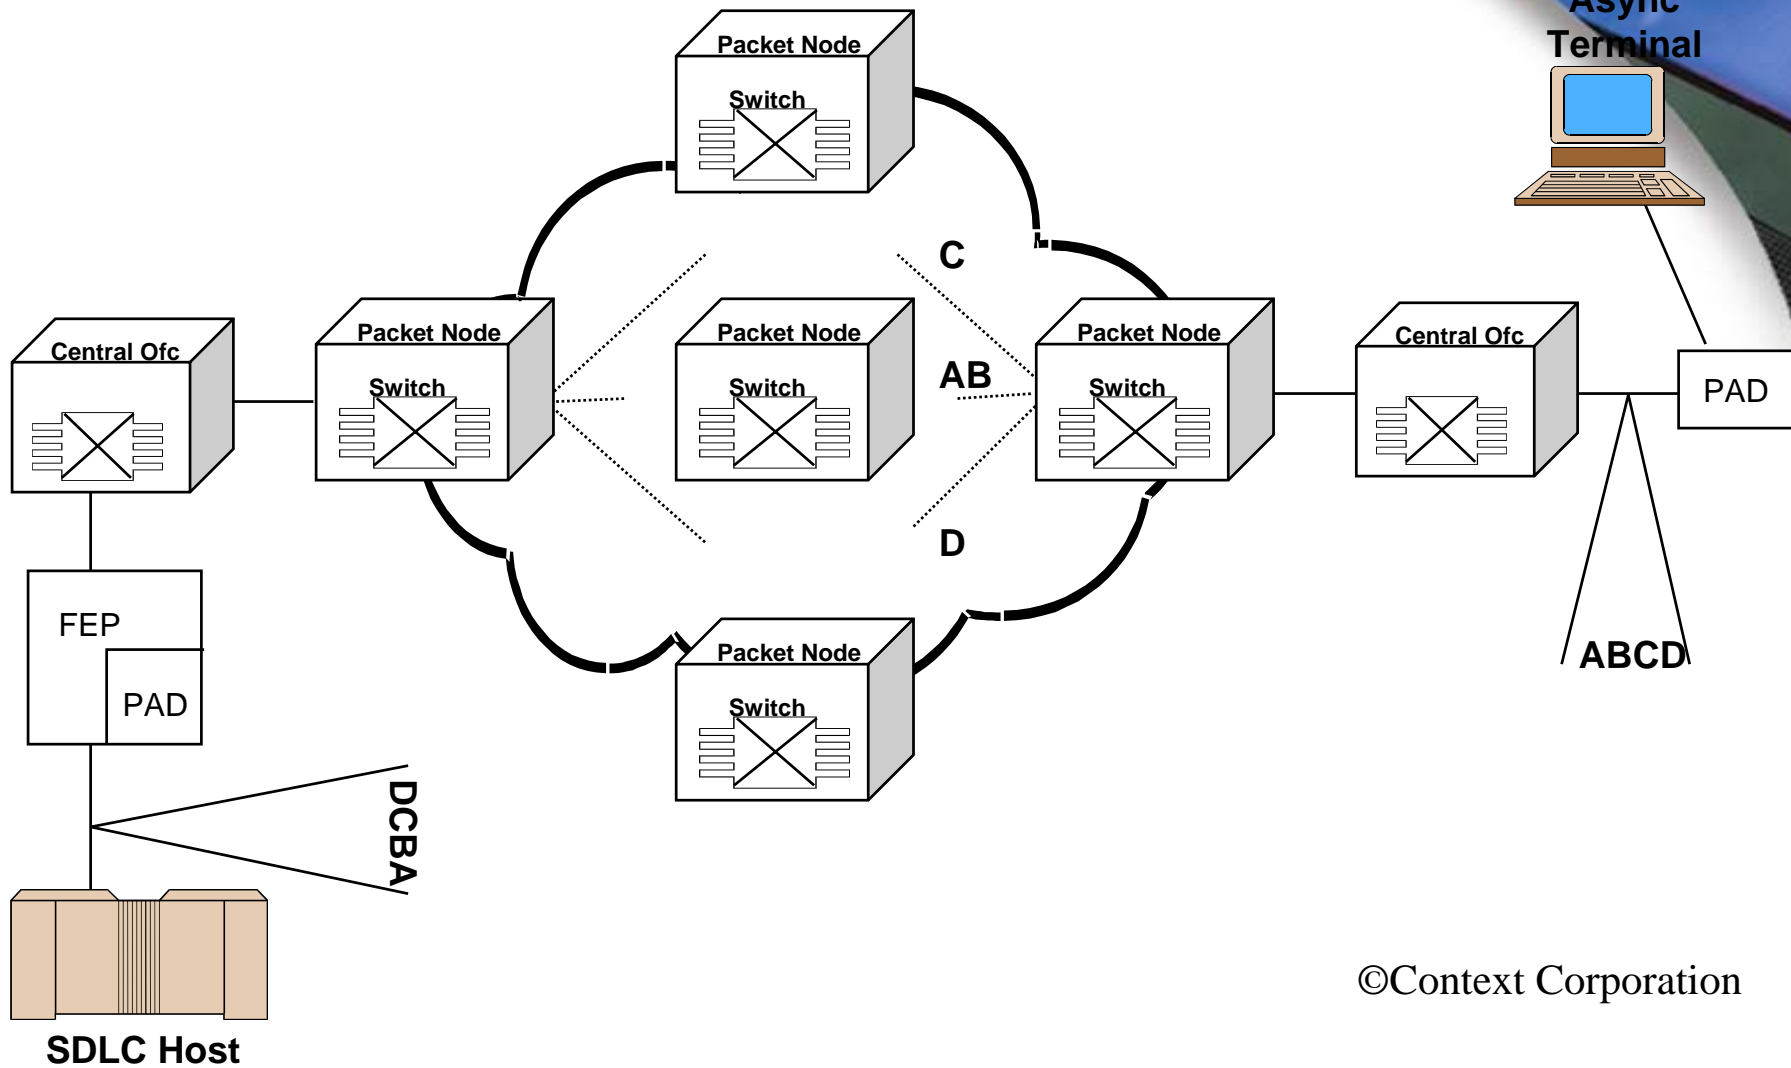 Async
Terminal
Packet Node
Switch
C
Central Ofc
Packet Node
Switch
Packet Node
Switch
AB
Packet Node
Switch
Central Ofc
PAD
D
FEP
PAD
Packet Node
Switch
ABCD
DCBA
©Context Corporation
SDLC Host